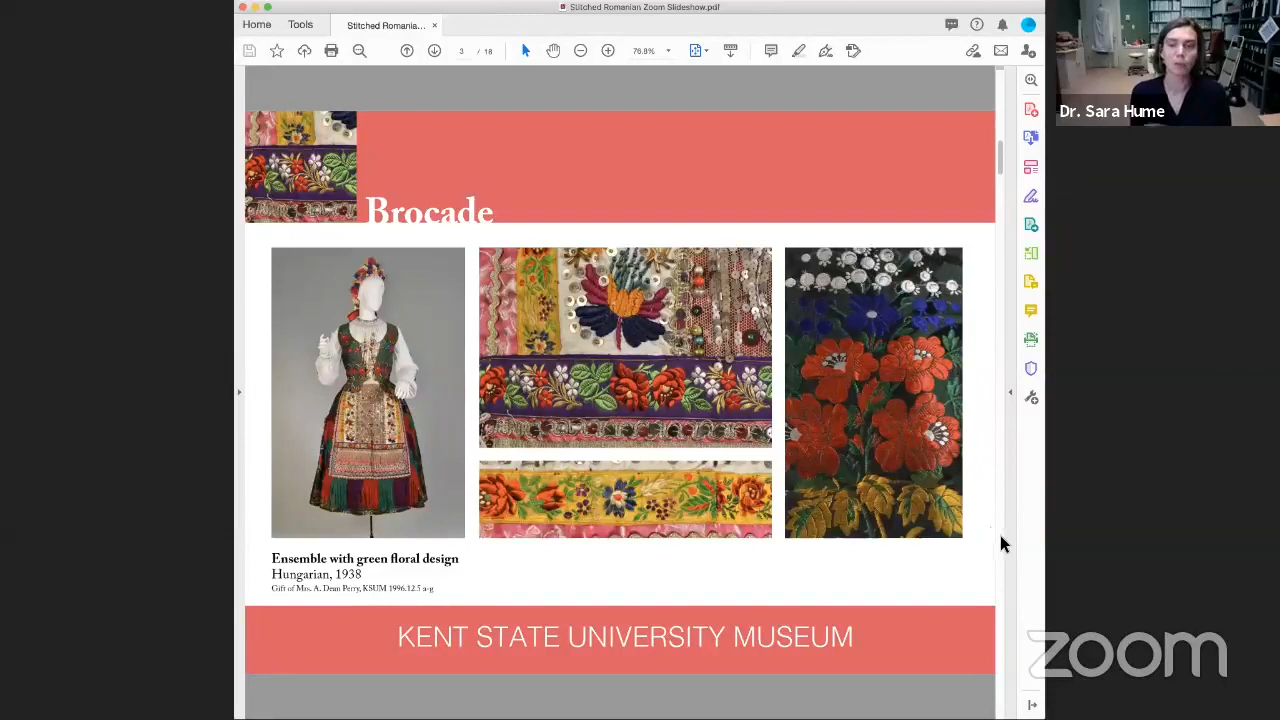 Stitched Romanian Zoom Slideshow.pdf
Home Tools Stitched Romania... ×
3 / 18 76.8%
Dr. Sara Hume
Brocade
Ensemble with green floral design
Hungarian, 1938
Gift of Mrs. A. Dean Perry, KSUM 1996.12.5 a-g
KENT STATE UNIVERSITY MUSEUM
zoom